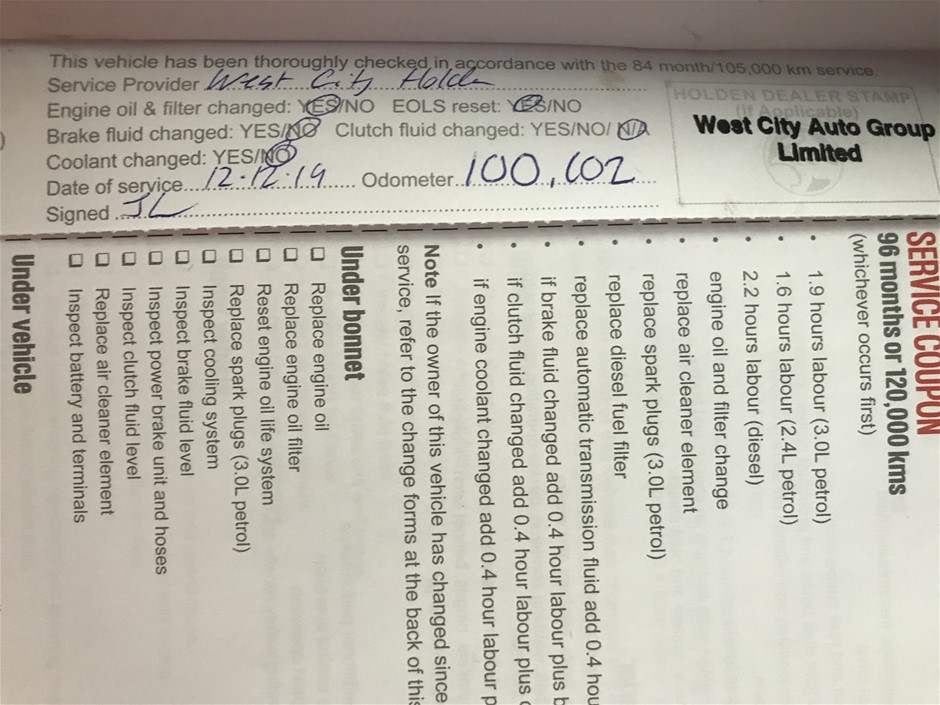 This vehicle has been thoroughly checked in accordance with the 84 month/105,000 km service.
Service Provider West City Holden
Engine oil & filter changed: YES/NO EOLS reset: YES/NO
Brake fluid changed: YES/NO Clutch fluid changed: YES/NO/ N/A
Coolant changed: YES/NO
Date of service....12.12.19..... Odometer..100,602
Signed .JL
HOLDEN DEALER STAMP
(If Applicable)
West City Auto Group
Limited
SERVICE COUPON
96 months or 120,000 kms
(whichever occurs first)
• 1.9 hours labour (3.0L petrol)
• 1.6 hours labour (2.4L petrol)
• 2.2 hours labour (diesel)
• engine oil and filter change
• replace air cleaner element
• replace spark plugs (3.0L petrol)
• replace diesel fuel filter
• replace automatic transmission fluid add 0.4 hou
• if brake fluid changed add 0.4 hour labour plus b
• if clutch fluid changed add 0.4 hour labour plus c
• if engine coolant changed add 0.4 hour labour p
Note If the owner of this vehicle has changed since
service, refer to the change forms at the back of this
Under bonnet
Replace engine oil
Replace engine oil filter
Reset engine oil life system
Replace spark plugs (3.0L petrol)
Inspect cooling system
Inspect brake fluid level
Inspect power brake unit and hoses
Inspect clutch fluid level
Replace air cleaner element
Inspect battery and terminals
Under vehicle